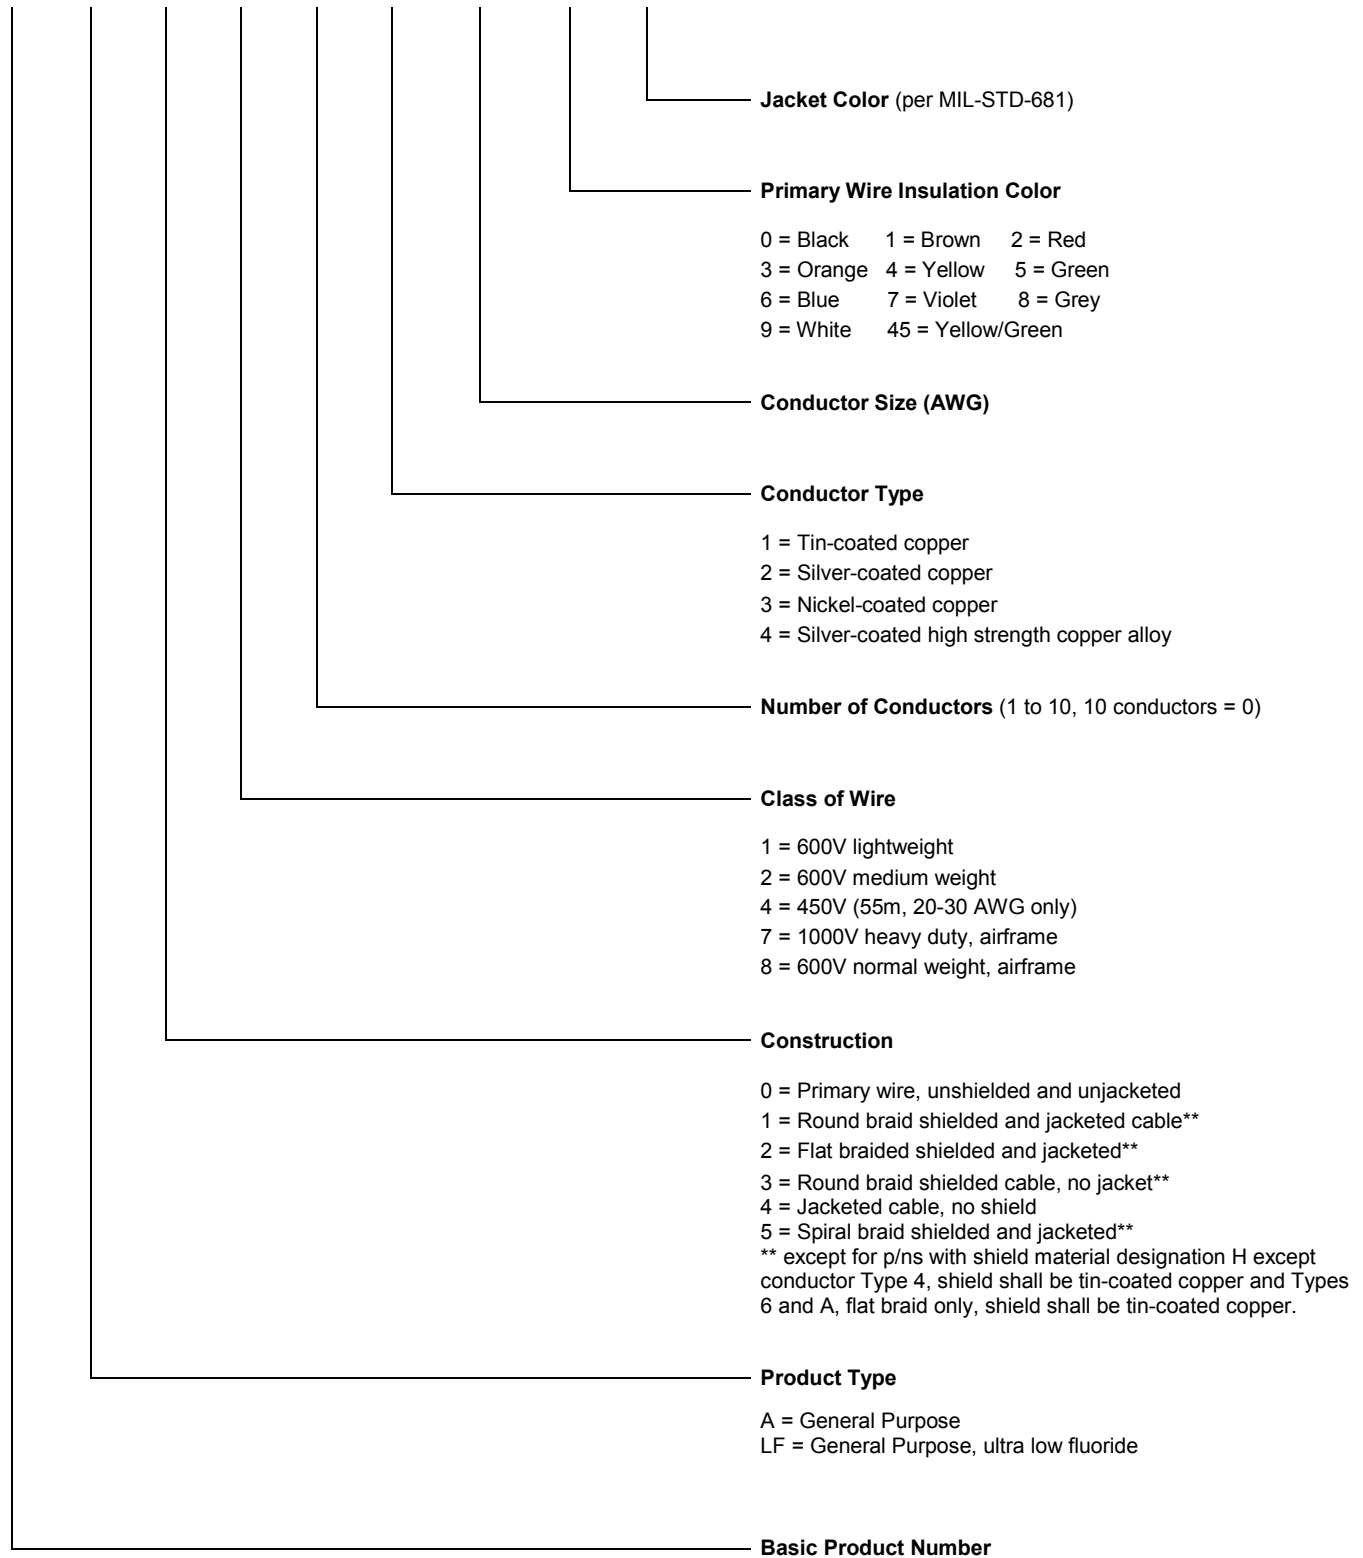 Jacket Color (per MIL-STD-681)
Primary Wire Insulation Color
0 = Black 1 = Brown 2 = Red
3 = Orange 4 = Yellow 5 = Green
6 = Blue 7 = Violet 8 = Grey
9 = White 45 = Yellow/Green
Conductor Size (AWG)
Conductor Type
1 = Tin-coated copper
2 = Silver-coated copper
3 = Nickel-coated copper
4 = Silver-coated high strength copper alloy
Number of Conductors (1 to 10, 10 conductors = 0)
Class of Wire
1 = 600V lightweight
2 = 600V medium weight
4 = 450V (55m, 20-30 AWG only)
7 = 1000V heavy duty, airframe
8 = 600V normal weight, airframe
Construction
0 = Primary wire, unshielded and unjacketed
1 = Round braid shielded and jacketed cable**
2 = Flat braided shielded and jacketed**
3 = Round braid shielded cable, no jacket**
4 = Jacketed cable, no shield
5 = Spiral braid shielded and jacketed**
** except for p/ns with shield material designation H except
conductor Type 4, shield shall be tin-coated copper and Types
6 and A, flat braid only, shield shall be tin-coated copper.
Product Type
A = General Purpose
LF = General Purpose, ultra low fluoride
Basic Product Number